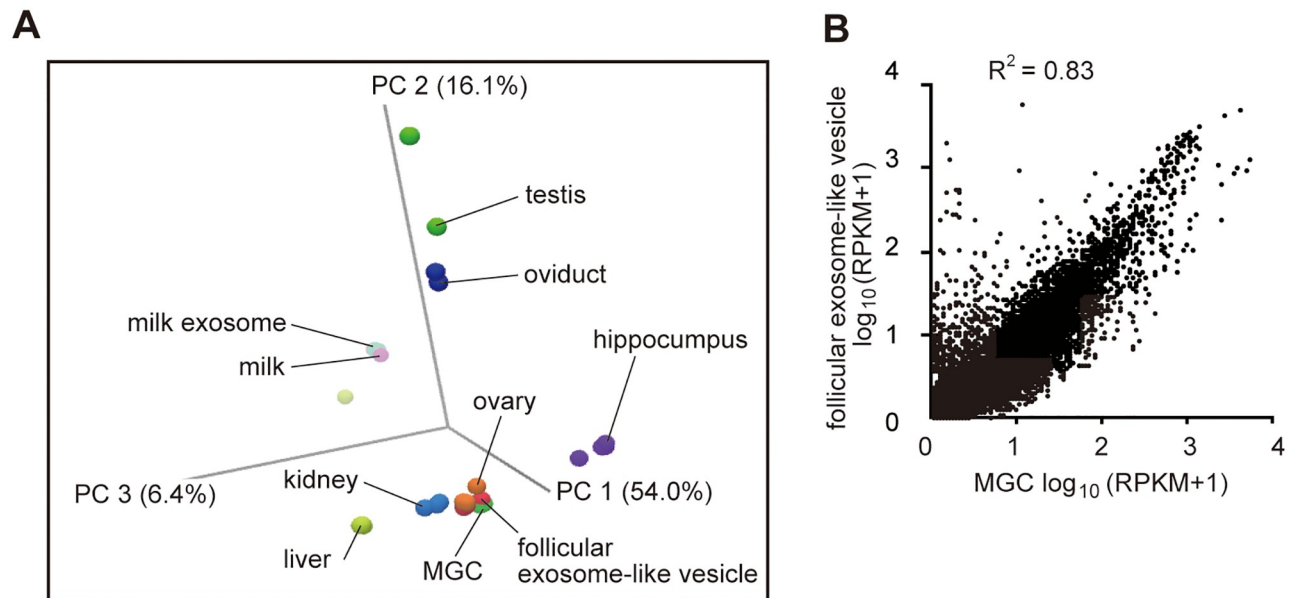 A
PC 2 (16.1%)
testis
oviduct
milk exosome
milk
hippocumpus
ovary
kidney
PC 3 (6.4%)
PC 1 (54.0%)
liver
MGC
follicular
exosome-like vesicle
B
R² = 0.83
follicular exosome-like vesicle
log₁₀ (RPKM+1)
4
3
2
1
0
0 1 2 3 4
MGC log₁₀ (RPKM+1)